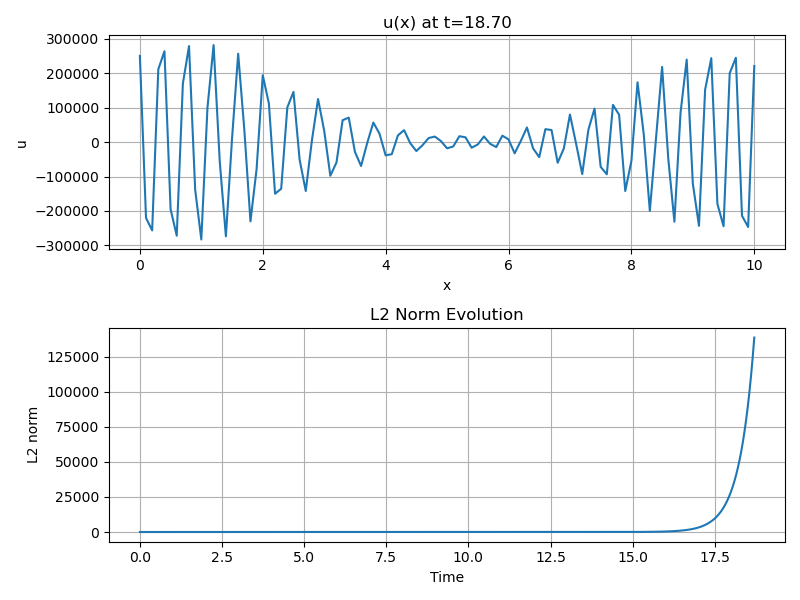 u(x) at t=18.70
300000
200000
100000
0
−100000
−200000
−300000
u
0 2 4 6 8 10
x
L2 Norm Evolution
125000
100000
75000
50000
25000
0
L2 norm
0.0 2.5 5.0 7.5 10.0 12.5 15.0 17.5
Time